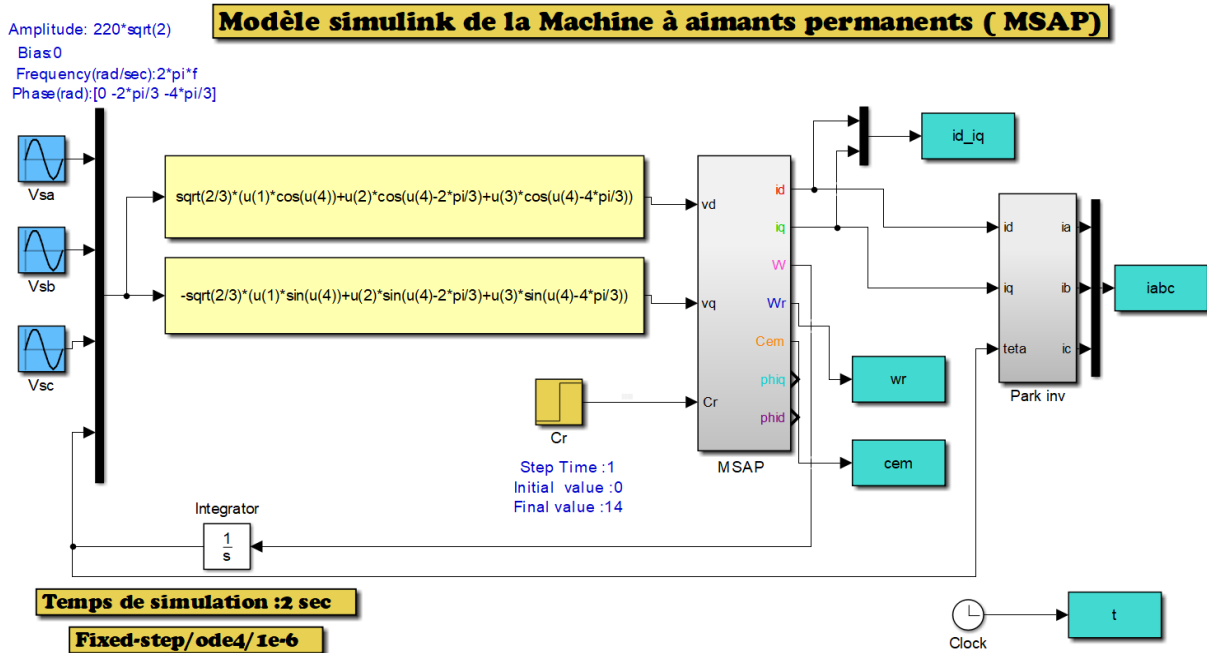 Modèle simulink de la Machine à aimants permanents ( MSAP)
Amplitude: 220*sqrt(2)
Bias:0
Frequency(rad/sec):2*pi*f
Phase(rad):[0 -2*pi/3 -4*pi/3]
Vsa
Vsb
Vsc
sqrt(2/3)*(u(1)*cos(u(4))+u(2)*cos(u(4)-2*pi/3)+u(3)*cos(u(4)-4*pi/3))
-sqrt(2/3)*(u(1)*sin(u(4))+u(2)*sin(u(4)-2*pi/3)+u(3)*sin(u(4)-4*pi/3))
Cr
Step Time :1
Initial value :0
Final value :14
vd
vq
Cr
id
iq
W
Wr
Cem
phiq
phid
MSAP
id_iq
wr
cem
id
iq
teta
ia
ib
ic
Park inv
iabc
Integrator
1
s
Temps de simulation :2 sec
Fixed-step/ode4/1e-6
Clock
t